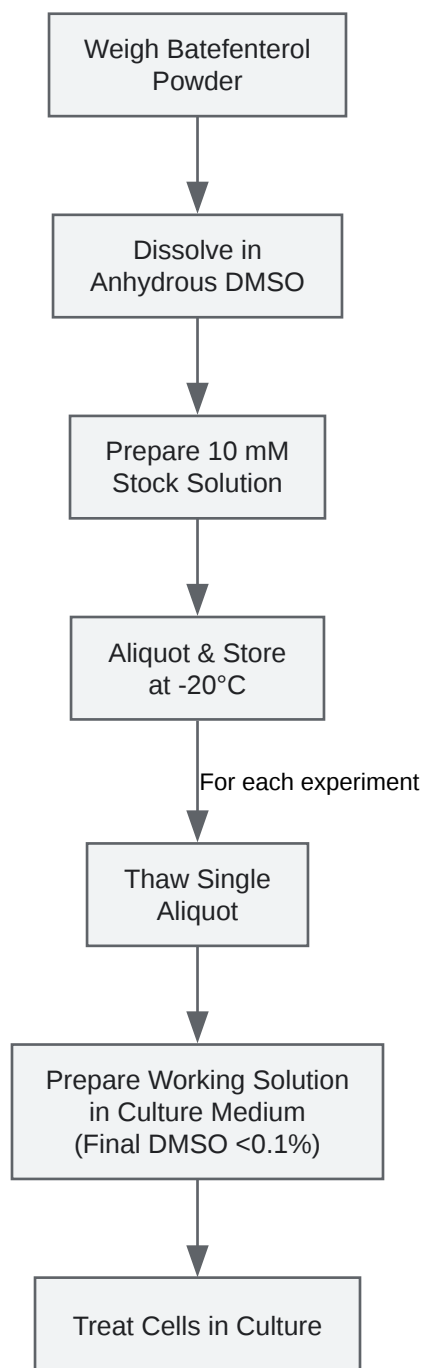 Weigh Batefenterol
Powder
Dissolve in
Anhydrous DMSO
Prepare 10 mM
Stock Solution
Aliquot & Store
at -20°C
For each experiment
Thaw Single
Aliquot
Prepare Working Solution
in Culture Medium
(Final DMSO <0.1%)
Treat Cells in Culture